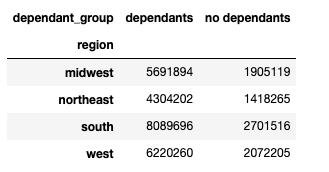 dependant_group dependants no dependants
region
midwest 5691894 1905119
northeast 4304202 1418265
south 8089696 2701516
west 6220260 2072205